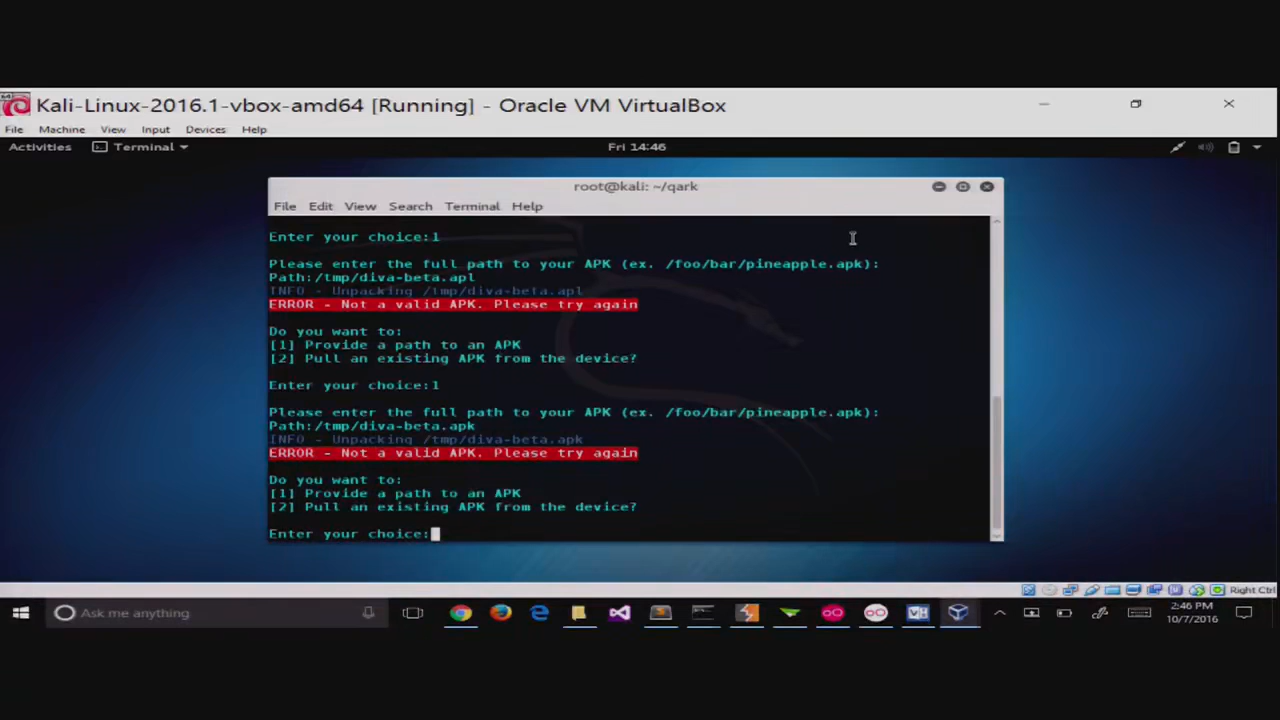 Kali-Linux-2016.1-vbox-amd64 [Running] - Oracle VM VirtualBox
File Machine View Input Devices Help
Activities Terminal Fri 14:46
root@kali: ~/qark
File Edit View Search Terminal Help
Enter your choice:1
Please enter the full path to your APK (ex. /foo/bar/pineapple.apk):
Path:/tmp/diva-beta.apl
INFO - Unpacking /tmp/diva-beta.apl
ERROR - Not a valid APK. Please try again
Do you want to:
[1] Provide a path to an APK
[2] Pull an existing APK from the device?
Enter your choice:1
Please enter the full path to your APK (ex. /foo/bar/pineapple.apk):
Path:/tmp/diva-beta.apk
INFO - Unpacking /tmp/diva-beta.apk
ERROR - Not a valid APK. Please try again
Do you want to:
[1] Provide a path to an APK
[2] Pull an existing APK from the device?
Enter your choice:
Right Ctrl
Ask me anything
2:46 PM
10/7/2016